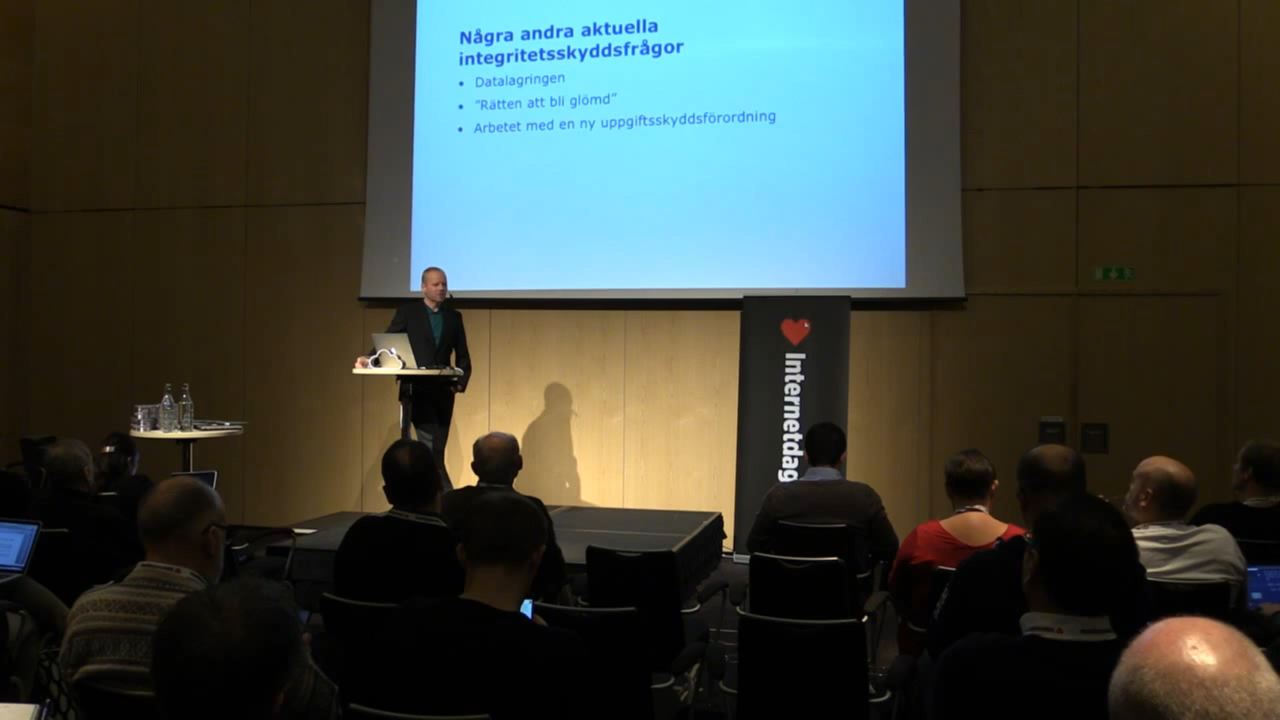 Några andra aktuella
integritetsskyddsfrågor
• Datalagringen
• "Rätten att bli glömd"
• Arbetet med en ny uppgiftsskyddsförordning
Internetdag